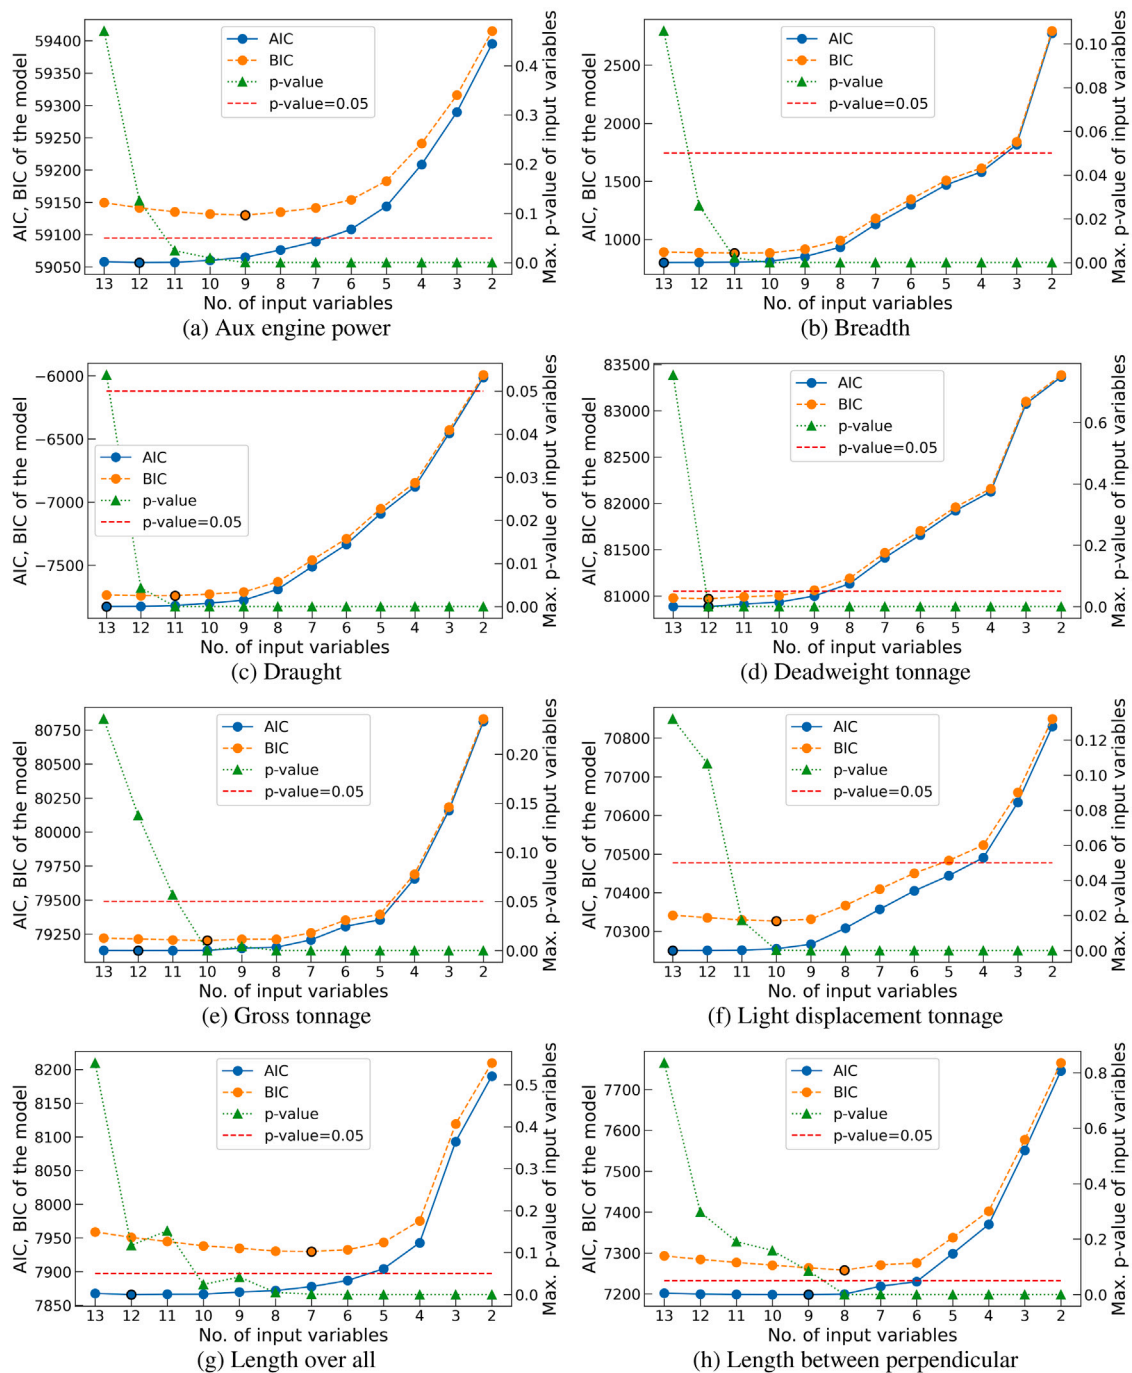 AIC, BIC of the model
59400
59350
59300
59250
59200
59150
59100
59050
AIC
BIC
p-value
p-value=0.05
0.4
0.3
0.2
0.1
0.0
Max. p-value of input variables
13 12 11 10 9 8 7 6 5 4 3 2
No. of input variables
(a) Aux engine power
AIC, BIC of the model
2500
2000
1500
1000
AIC
BIC
p-value
p-value=0.05
0.10
0.08
0.06
0.04
0.02
0.00
Max. p-value of input variables
13 12 11 10 9 8 7 6 5 4 3 2
No. of input variables
(b) Breadth
AIC, BIC of the model
−6000
−6500
−7000
−7500
AIC
BIC
p-value
p-value=0.05
0.05
0.04
0.03
0.02
0.01
0.00
Max. p-value of input variables
13 12 11 10 9 8 7 6 5 4 3 2
No. of input variables
(c) Draught
AIC, BIC of the model
83500
83000
82500
82000
81500
81000
AIC
BIC
p-value
p-value=0.05
0.6
0.4
0.2
0.0
Max. p-value of input variables
13 12 11 10 9 8 7 6 5 4 3 2
No. of input variables
(d) Deadweight tonnage
AIC, BIC of the model
80750
80500
80250
80000
79750
79500
79250
AIC
BIC
p-value
p-value=0.05
0.20
0.15
0.10
0.05
0.00
Max. p-value of input variables
13 12 11 10 9 8 7 6 5 4 3 2
No. of input variables
(e) Gross tonnage
AIC, BIC of the model
70800
70700
70600
70500
70400
70300
AIC
BIC
p-value
p-value=0.05
0.12
0.10
0.08
0.06
0.04
0.02
0.00
Max. p-value of input variables
13 12 11 10 9 8 7 6 5 4 3 2
No. of input variables
(f) Light displacement tonnage
AIC, BIC of the model
8200
8150
8100
8050
8000
7950
7900
7850
AIC
BIC
p-value
p-value=0.05
0.5
0.4
0.3
0.2
0.1
0.0
Max. p-value of input variables
13 12 11 10 9 8 7 6 5 4 3 2
No. of input variables
(g) Length over all
AIC, BIC of the model
7700
7600
7500
7400
7300
7200
AIC
BIC
p-value
p-value=0.05
0.8
0.6
0.4
0.2
0.0
Max. p-value of input variables
13 12 11 10 9 8 7 6 5 4 3 2
No. of input variables
(h) Length between perpendicular